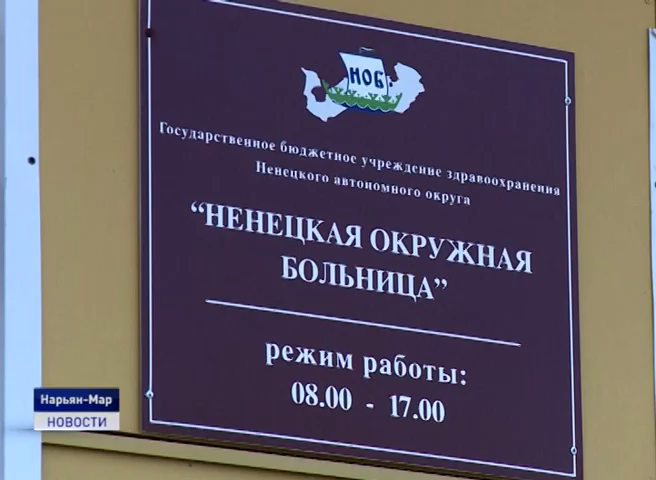 НОБ
Государственное бюджетное учреждение здравоохранения
Ненецкого автономного округа
“НЕНЕЦКАЯ ОКРУЖНАЯ
БОЛЬНИЦА”
режим работы:
08.00 - 17.00
Нарьян-Мар
НОВОСТИ